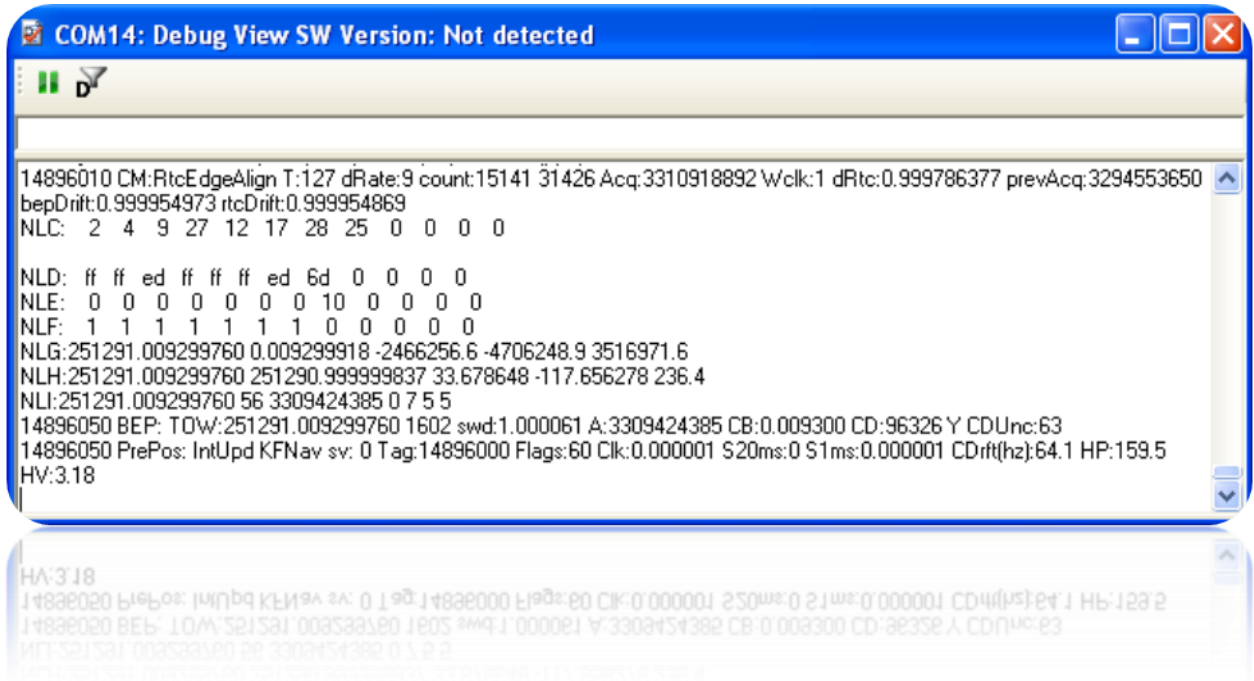 COM14: Debug View SW Version: Not detected
D
14896010 CM:RtcEdgeAlign T:127 dRate:9 count:15141 31426 Acq:3310918892 Wclk:1 dRtc:0.999786377 prevAcq:3294553650
bepDrift:0.999954973 rtcDrift:0.999954869
NLC: 2 4 9 27 12 17 28 25 0 0 0 0
NLD: ff ff ed ff ff ff ed 6d 0 0 0 0
NLE: 0 0 0 0 0 0 0 10 0 0 0 0
NLF: 1 1 1 1 1 1 1 0 0 0 0 0
NLG:251291.009299760 0.009299918 -2466256.6 -4706248.9 3516971.6
NLH:251291.009299760 251290.999999837 33.678648 -117.656278 236.4
NLI:251291.009299760 56 3309424385 0 7 5 5
14896050 BEP: TOW:251291.009299760 1602 swd:1.000061 A:3309424385 CB:0.009300 CD:96326 Y CDUnc:63
14896050 PrePos: IntUpd KFNav sv: 0 Tag:14896000 Flags:60 Clk:0.000001 S20ms:0 S1ms:0.000001 CDrft(hz):64.1 HP:159.5
HV:3.18